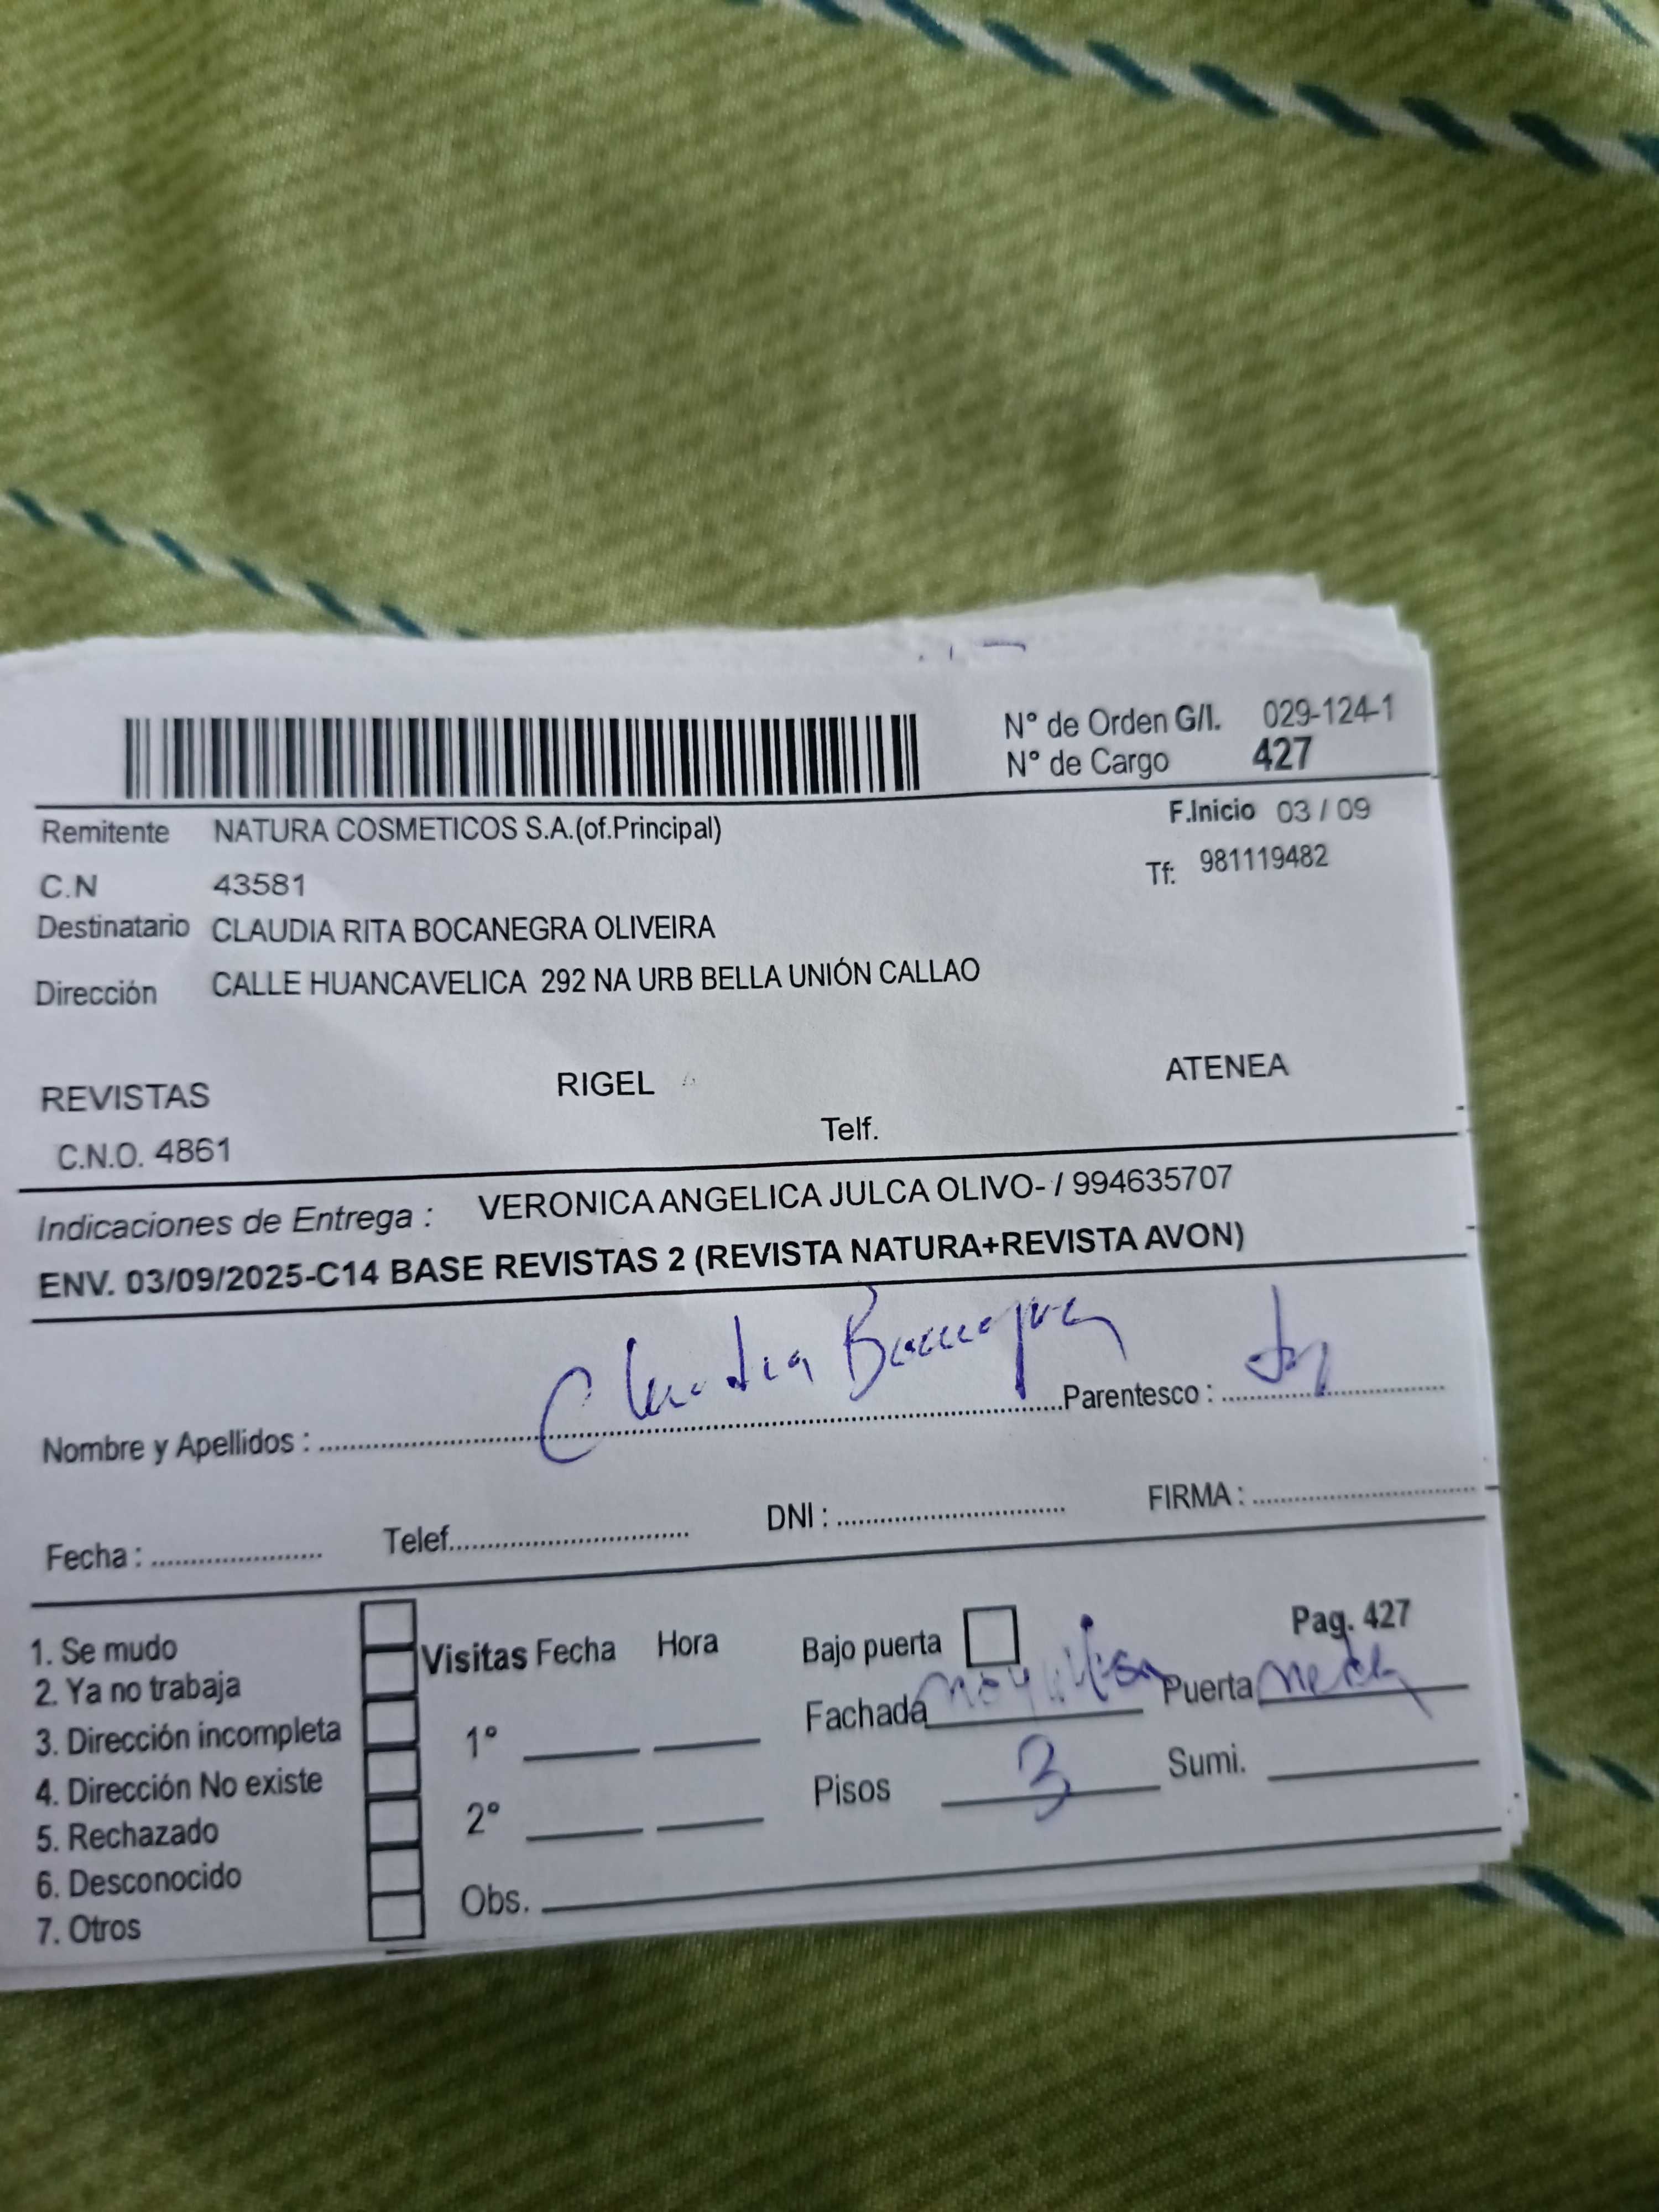 N° de Orden G/I. 029-124-1
N° de Cargo 427
F.Inicio 03 / 09
Remitente NATURA COSMETICOS S.A.(of.Principal)
Tf: 981119482
C.N 43581
Destinatario CLAUDIA RITA BOCANEGRA OLIVEIRA
Dirección CALLE HUANCAVELICA 292 NA URB BELLA UNIÓN CALLAO
REVISTAS RIGEL ATENEA
C.N.O. 4861 Telf.
Indicaciones de Entrega : VERONICA ANGELICA JULCA OLIVO- / 994635707
ENV. 03/09/2025-C14 BASE REVISTAS 2 (REVISTA NATURA+REVISTA AVON)
Nombre y Apellidos : Claudia Bocanegra Parentesco :
Fecha : Telef. DNI : FIRMA :
1. Se mudo
2. Ya no trabaja
3. Dirección incompleta
4. Dirección No existe
5. Rechazado
6. Desconocido
7. Otros
Visitas Fecha Hora
1°
2°
Obs.
Bajo puerta Pag. 427
Fachada Puerta
Pisos 3 Sumi.